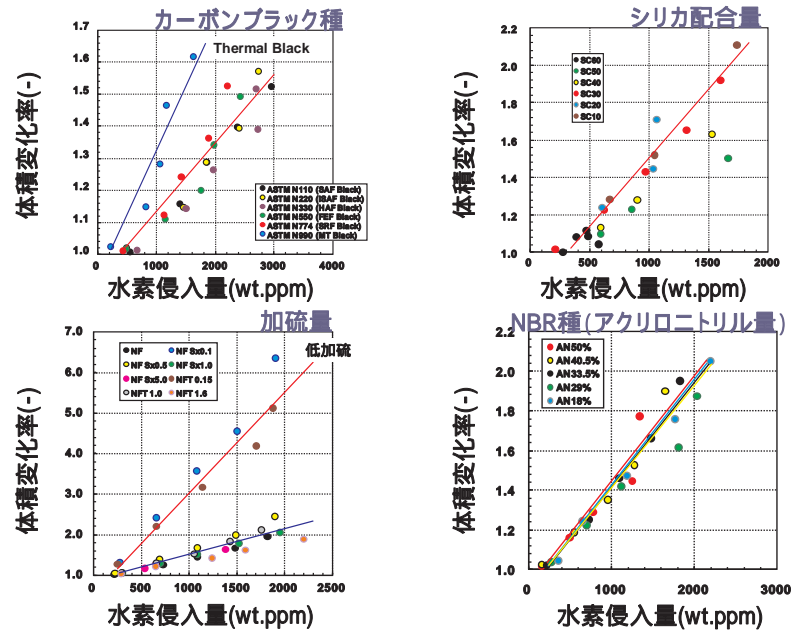 カーボンブラック種
体積変化率(-)
1.7
1.6
1.5
1.4
1.3
1.2
1.1
1.0
Thermal Black
ASTM N110 (SAF Black)
ASTM N220 (ISAF Black)
ASTM N330 (HAF Black)
ASTM N550 (FEF Black)
ASTM N774 (SRF Black)
ASTM N990 (MT Black)
0 1000 2000 3000 4000
水素侵入量(wt.ppm)
シリカ配合量
体積変化率(-)
2.2
2.0
1.8
1.6
1.4
1.2
1.0
SC60
SC50
SC40
SC30
SC20
SC10
0 500 1000 1500 2000
水素侵入量(wt.ppm)
加硫量
体積変化率(-)
7.0
6.0
5.0
4.0
3.0
2.0
1.0
低加硫
NF NF Sx0.1
NF Sx0.5 NF Sx1.0
NF Sx5.0 NFT 0.15
NFT 1.0 NFT 1.6
0 500 1000 1500 2000 2500
水素侵入量(wt.ppm)
NBR種(アクリロニトリル量)
体積変化率(-)
2.2
2.0
1.8
1.6
1.4
1.2
1.0
AN50%
AN40.5%
AN33.5%
AN29%
AN18%
0 1000 2000 3000
水素侵入量(wt.ppm)